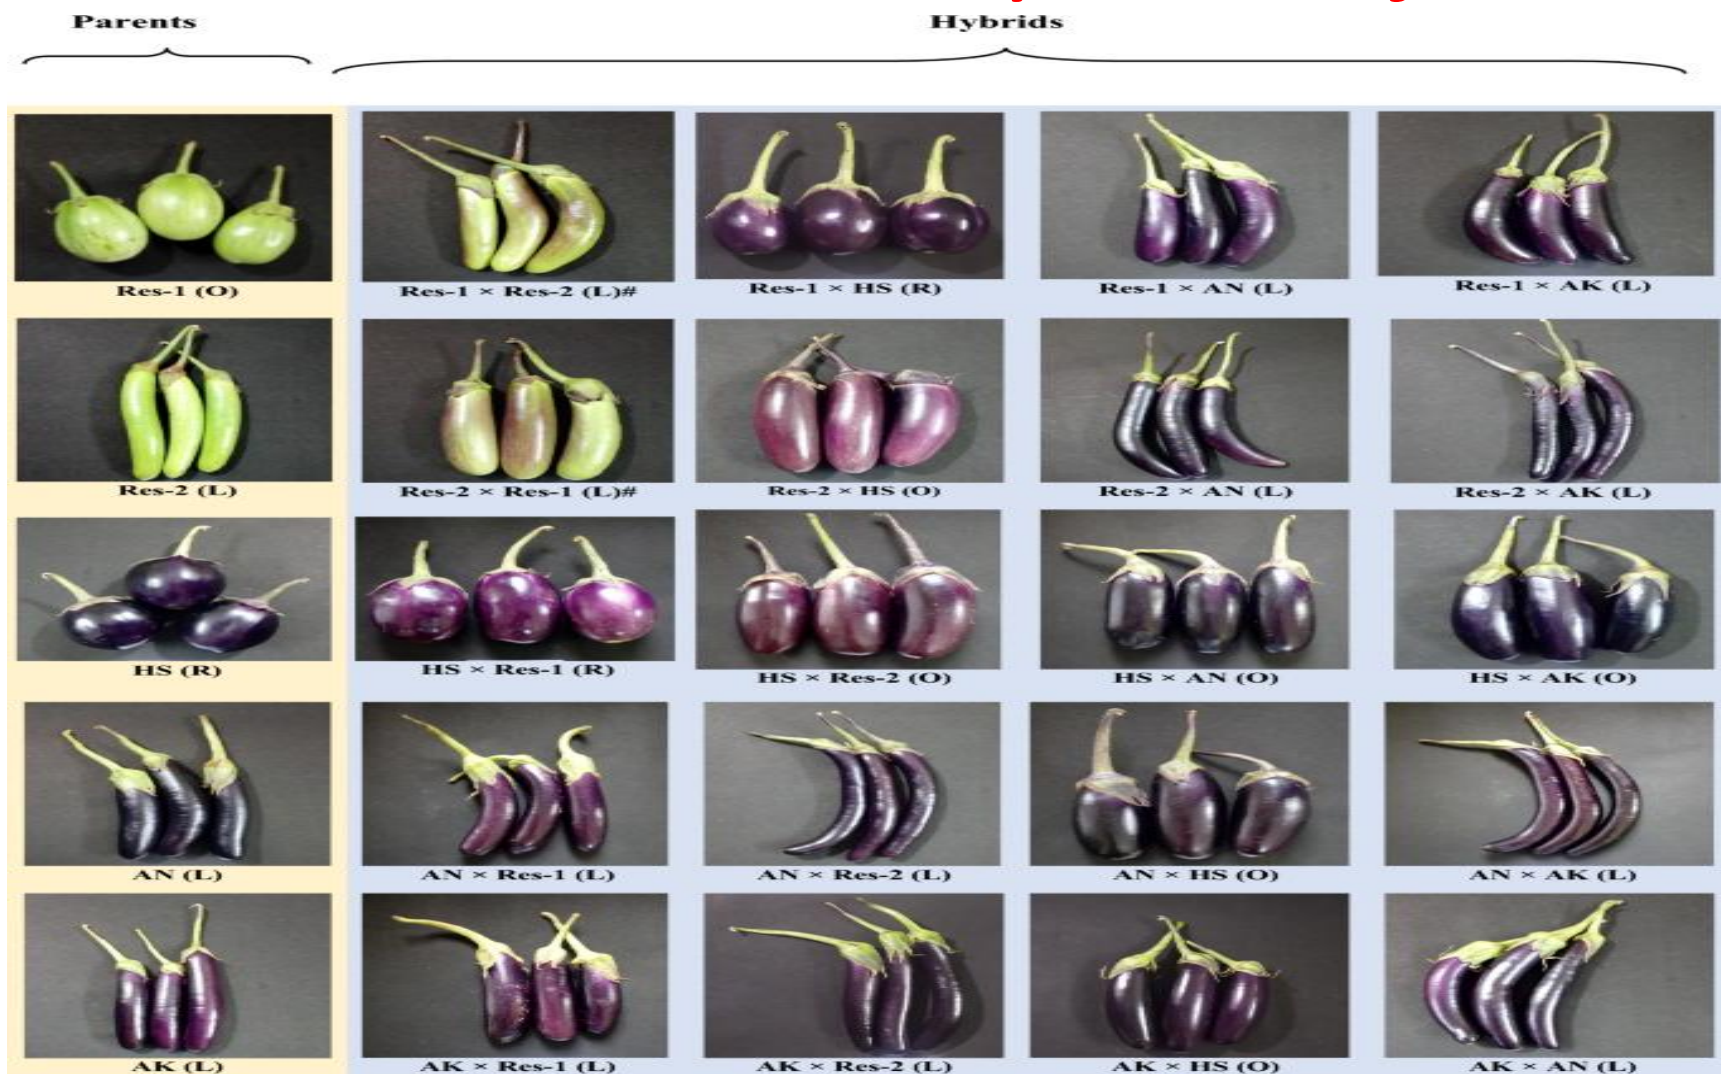 Parents Hybrids
Res-1 (O) Res-1 × Res-2 (L)# Res-1 × HS (R) Res-1 × AN (L) Res-1 × AK (L)
Res-2 (L) Res-2 × Res-1 (L)# Res-2 × HS (O) Res-2 × AN (L) Res-2 × AK (L)
HS (R) HS × Res-1 (R) HS × Res-2 (O) HS × AN (O) HS × AK (O)
AN (L) AN × Res-1 (L) AN × Res-2 (L) AN × HS (O) AN × AK (L)
AK (L) AK × Res-1 (L) AK × Res-2 (L) AK × HS (O) AK × AN (L)